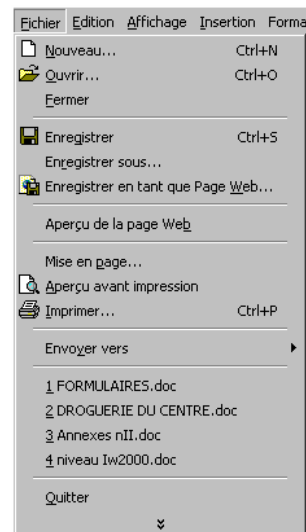 Fichier Edition Affichage Insertion Forma
Nouveau... Ctrl+N
Ouvrir... Ctrl+O
Fermer
Enregistrer Ctrl+S
Enregistrer sous...
Enregistrer en tant que Page Web...
Aperçu de la page Web
Mise en page...
Aperçu avant impression
Imprimer... Ctrl+P
Envoyer vers
1 FORMULAIRES.doc
2 DROGUERIE DU CENTRE.doc
3 Annexes nII.doc
4 niveau Iw2000.doc
Quitter